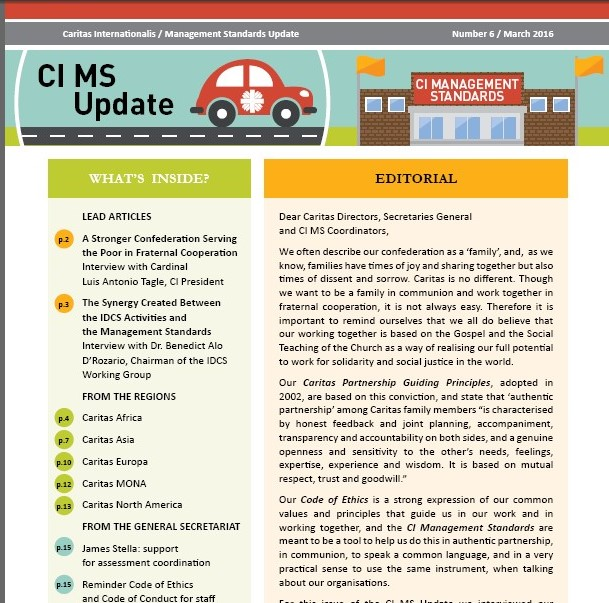 Caritas Internationalis / Management Standards Update
Number 6 / March 2016
CI MS
Update
CI MANAGEMENT
STANDARDS
WHAT'S INSIDE?
LEAD ARTICLES
p.2
A Stronger Confederation Serving
the Poor in Fraternal Cooperation
Interview with Cardinal
Luis Antonio Tagle, CI President
p.3
The Synergy Created Between
the IDCS Activities and
the Management Standards
Interview with Dr. Benedict Alo
D'Rozario, Chairman of the IDCS
Working Group
FROM THE REGIONS
p.4
Caritas Africa
p.7
Caritas Asia
p.10
Caritas Europa
p.12
Caritas MONA
p.13
Caritas North America
FROM THE GENERAL SECRETARIAT
p.15
James Stella: support
for assessment coordination
p.15
Reminder Code of Ethics
and Code of Conduct for staff
EDITORIAL
Dear Caritas Directors, Secretaries General
and CI MS Coordinators,
We often describe our confederation as a 'family', and, as we
know, families have times of joy and sharing together but also
times of dissent and sorrow. Caritas is no different. Though
we want to be a family in communion and work together in
fraternal cooperation, it is not always easy. Therefore it is
important to remind ourselves that we all do believe that
our working together is based on the Gospel and the Social
Teaching of the Church as a way of realising our full potential
to work for solidarity and social justice in the world.
Our Caritas Partnership Guiding Principles, adopted in
2002, are based on this conviction, and state that 'authentic
partnership' among Caritas family members "is characterised
by honest feedback and joint planning, accompaniment,
transparency and accountability on both sides, and a genuine
openness and sensitivity to the other's needs, feelings,
expertise, experience and wisdom. It is based on mutual
respect, trust and goodwill."
Our Code of Ethics is a strong expression of our common
values and principles that guide us in our work and in
working together, and the CI Management Standards are
meant to be a tool to help us do this in authentic partnership,
in communion, to speak a common language, and in a very
practical sense to use the same instrument, when talking
about our organisations.
For this issue of the CI MS Update we interviewed our